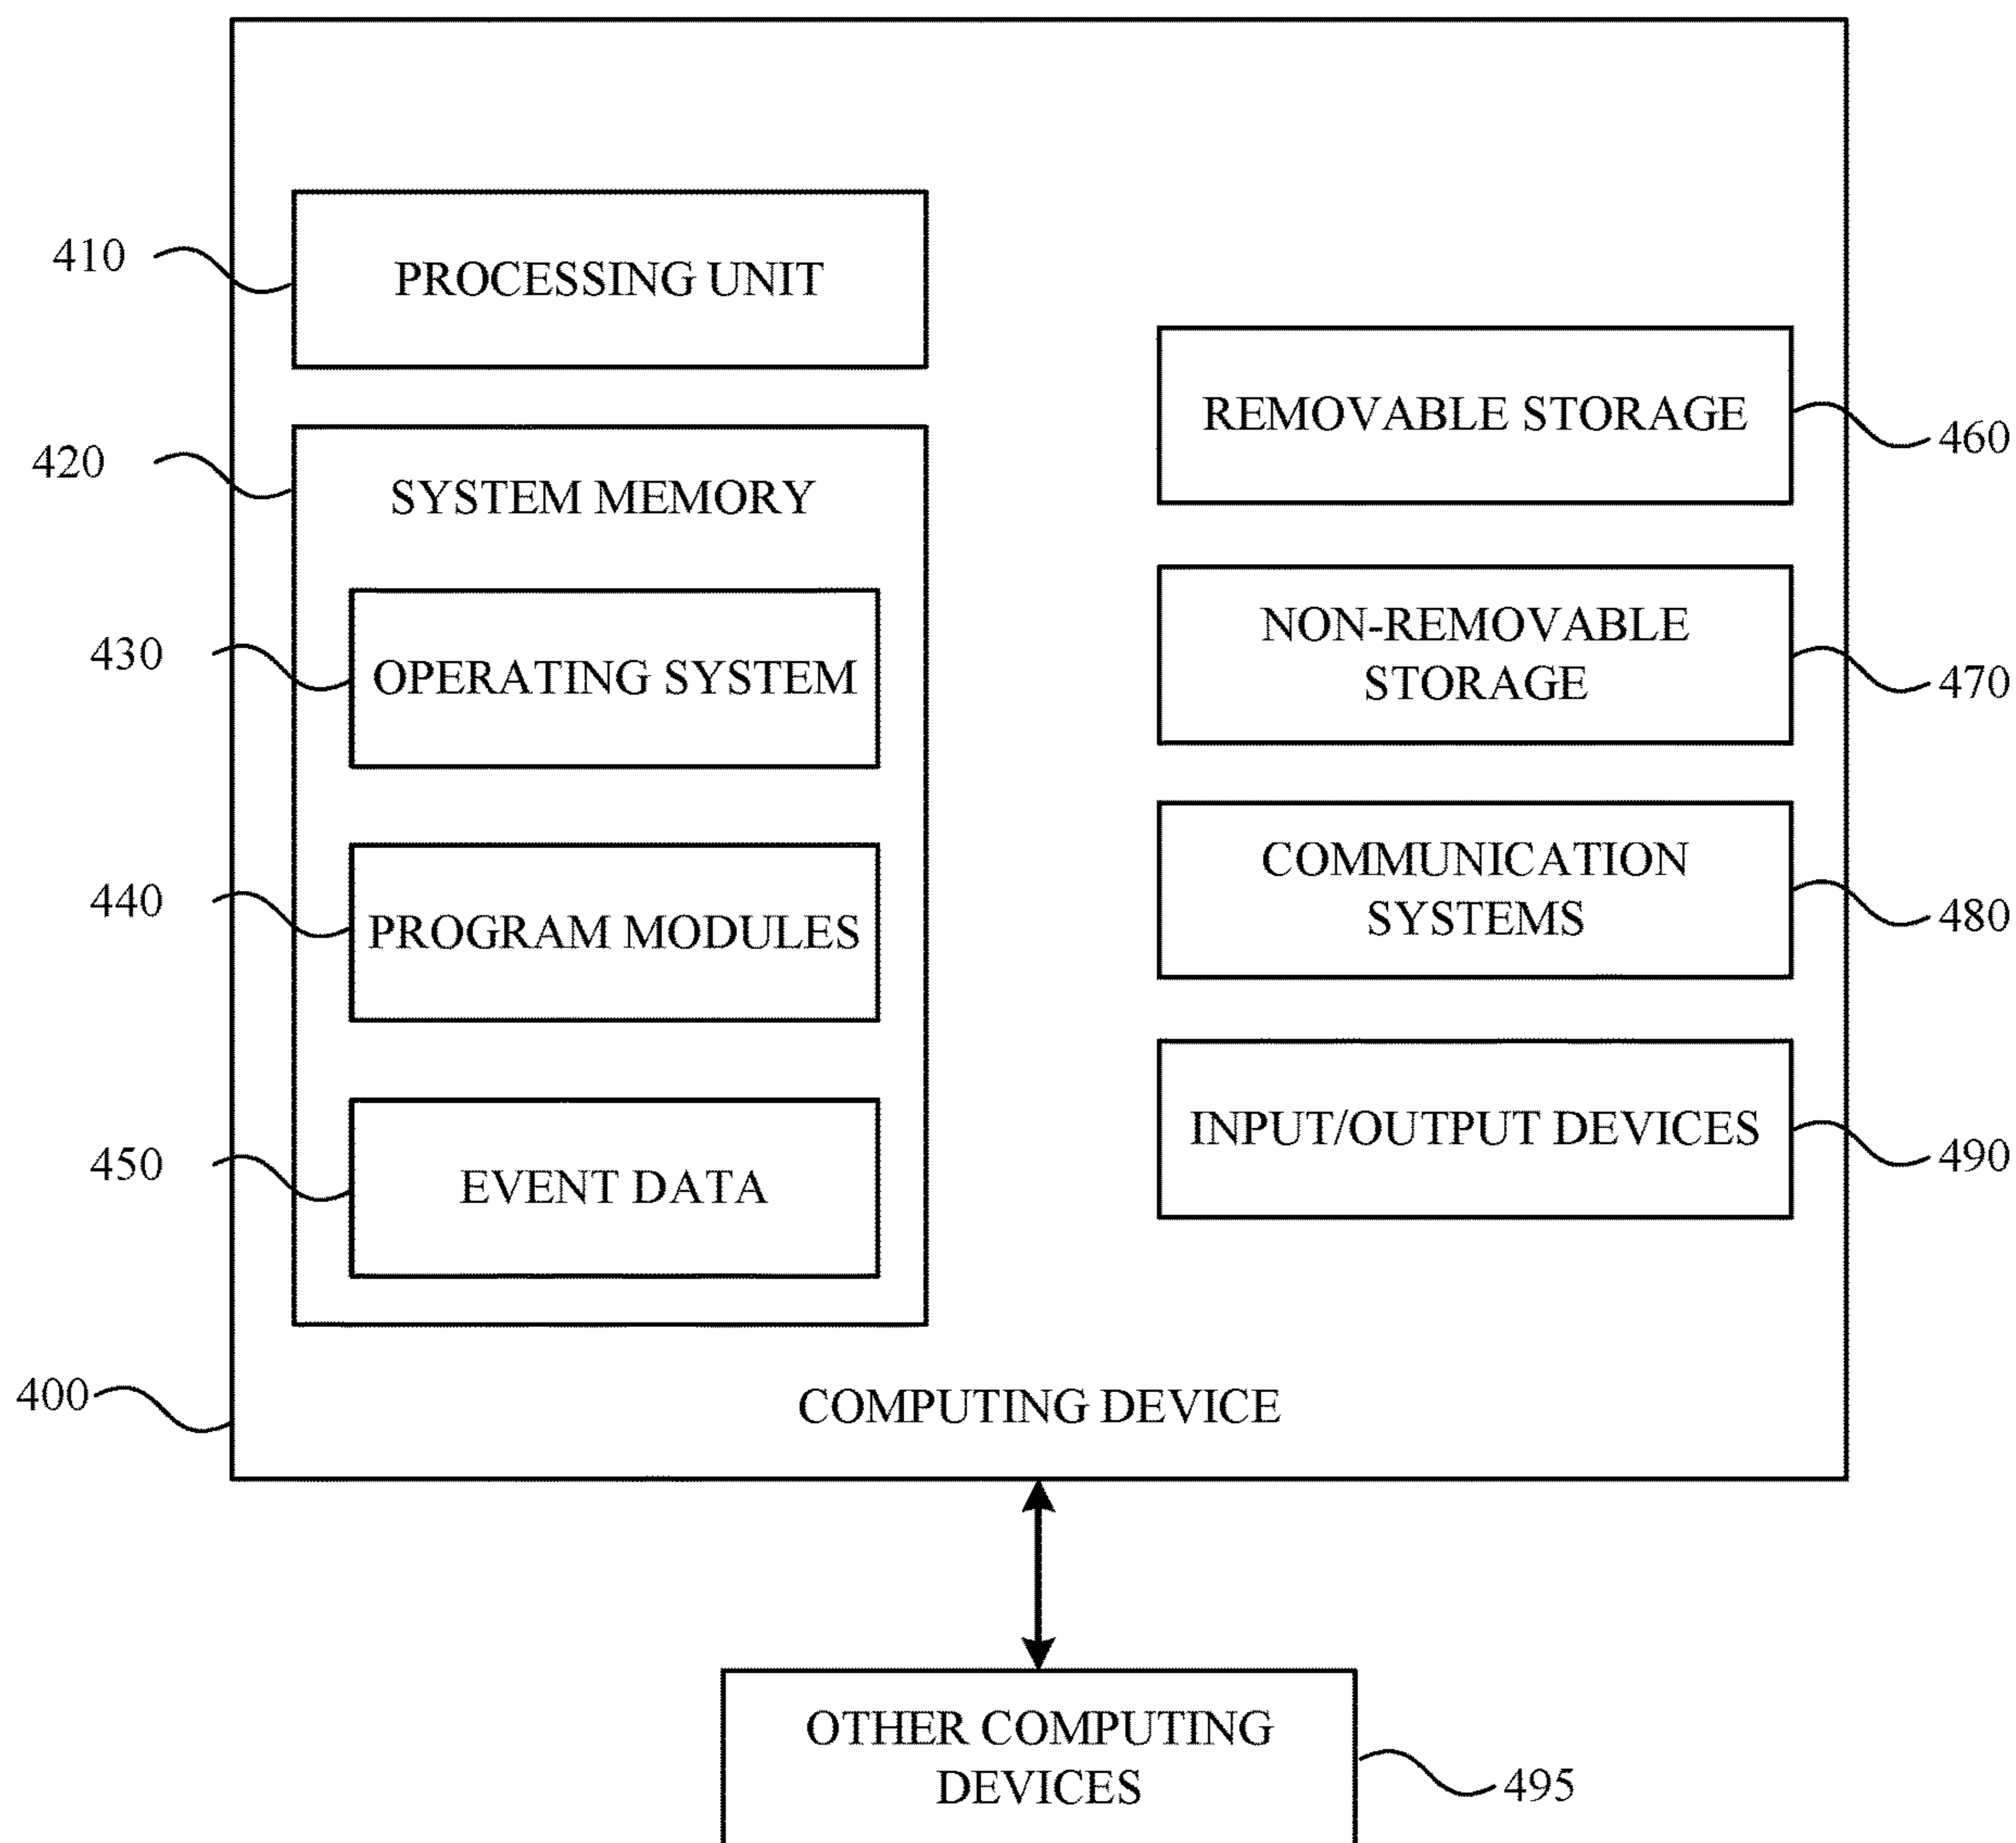 410
PROCESSING UNIT
420
SYSTEM MEMORY
430
OPERATING SYSTEM
440
PROGRAM MODULES
450
EVENT DATA
REMOVABLE STORAGE
460
NON-REMOVABLE
STORAGE
470
COMMUNICATION
SYSTEMS
480
INPUT/OUTPUT DEVICES
490
400
COMPUTING DEVICE
OTHER COMPUTING
DEVICES
495